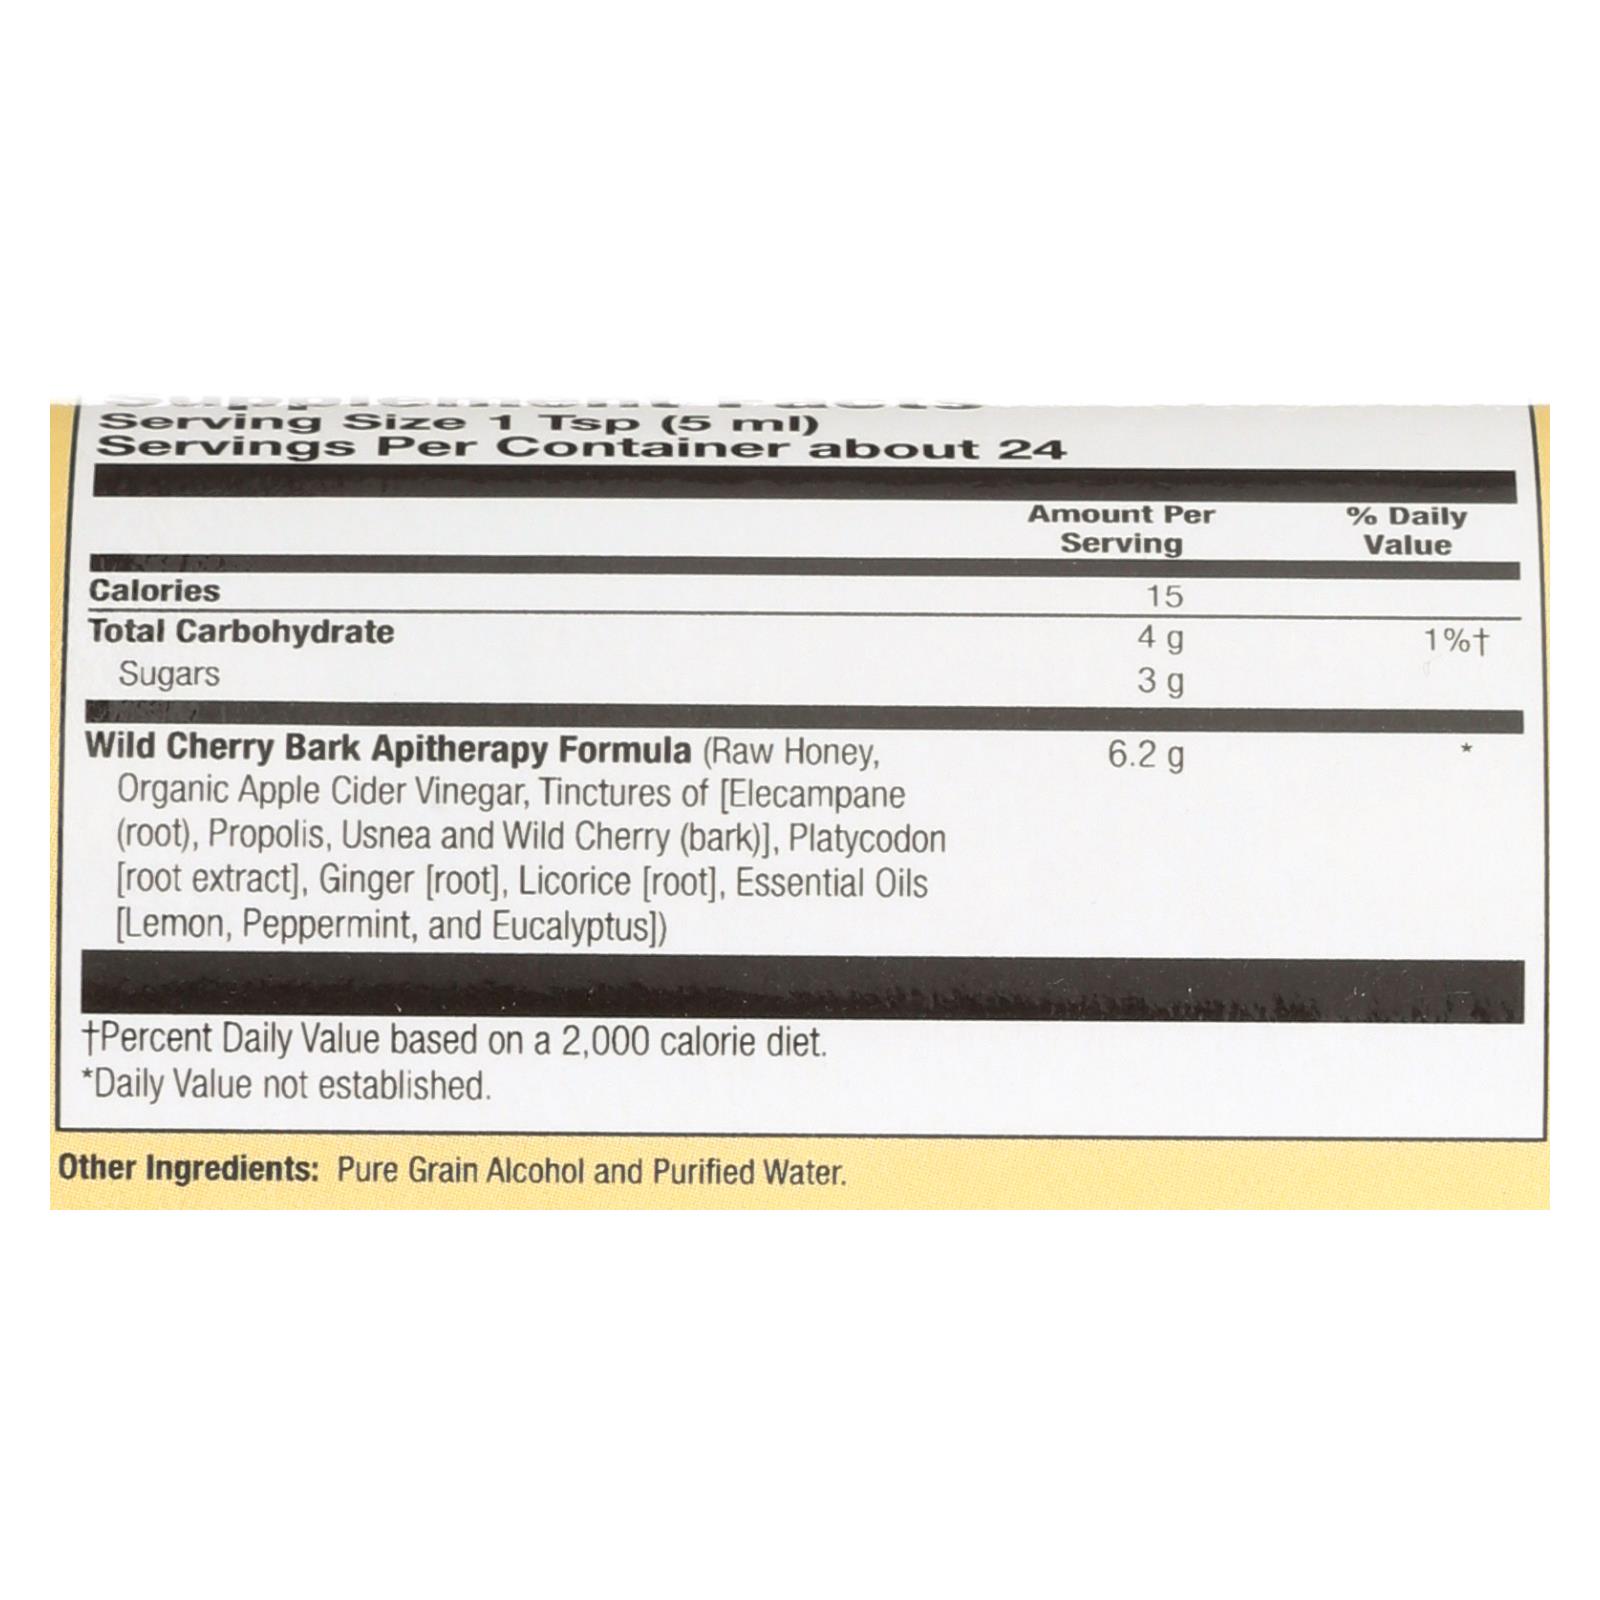 Supplement Facts
Serving Size 1 Tsp (5 ml)
Servings Per Container about 24
Amount Per % Daily
Serving Value
Calories 15
Total Carbohydrate 4 g 1%†
Sugars 3 g
Wild Cherry Bark Apitherapy Formula (Raw Honey, 6.2 g *
Organic Apple Cider Vinegar, Tinctures of [Elecampane
(root), Propolis, Usnea and Wild Cherry (bark)], Platycodon
[root extract], Ginger [root], Licorice [root], Essential Oils
[Lemon, Peppermint, and Eucalyptus])
†Percent Daily Value based on a 2,000 calorie diet.
*Daily Value not established.
Other Ingredients: Pure Grain Alcohol and Purified Water.